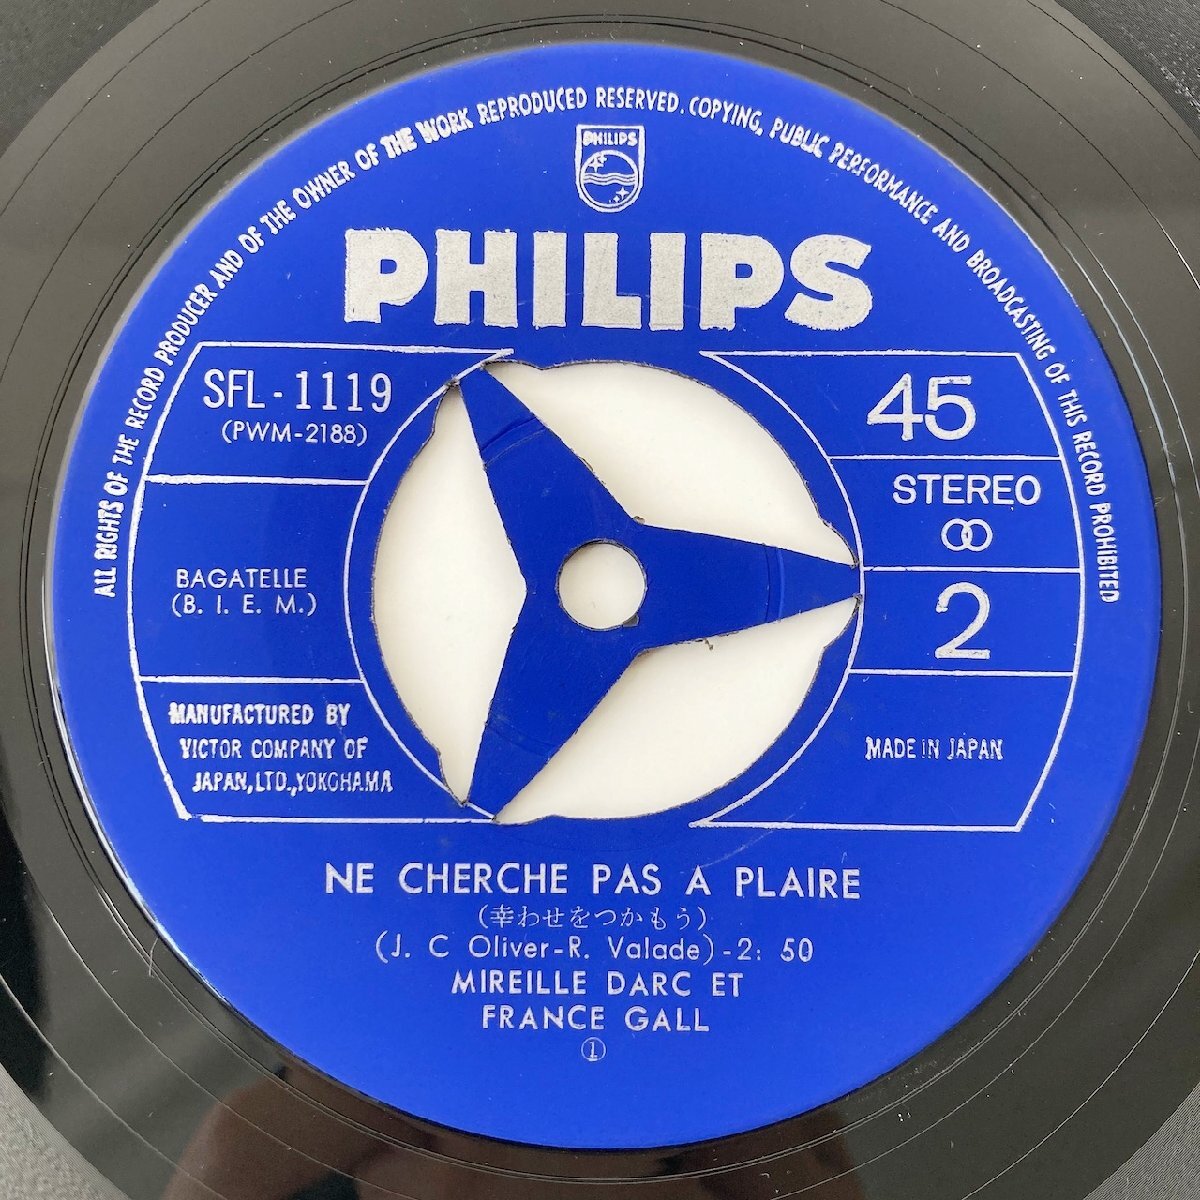 ALL RIGHTS OF THE RECORD PRODUCER AND OF THE OWNER OF THE WORK REPRODUCED RESERVED. COPYING, PUBLIC PERFORMANCE AND BROADCASTING OF THIS RECORD PROHIBITED
PHILIPS
PHILIPS
SFL-1119
(PWM-2188)
BAGATELLE
(B. I. E. M.)
MANUFACTURED BY
VICTOR COMPANY OF
JAPAN, LTD., YOKOHAMA
45
STEREO
2
MADE IN JAPAN
NE CHERCHE PAS A PLAIRE
(幸わせをつかもう)
(J. C Oliver-R. Valade)-2: 50
MIREILLE DARC ET
FRANCE GALL
①